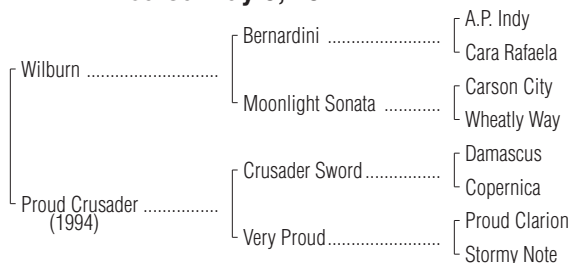 Bernardini
A.P. Indy
Cara Rafaela
Wilburn
Moonlight Sonata
Carson City
Wheatly Way
Crusader Sword
Damascus
Copernica
Proud Crusader
(1994)
Very Proud
Proud Clarion
Stormy Note